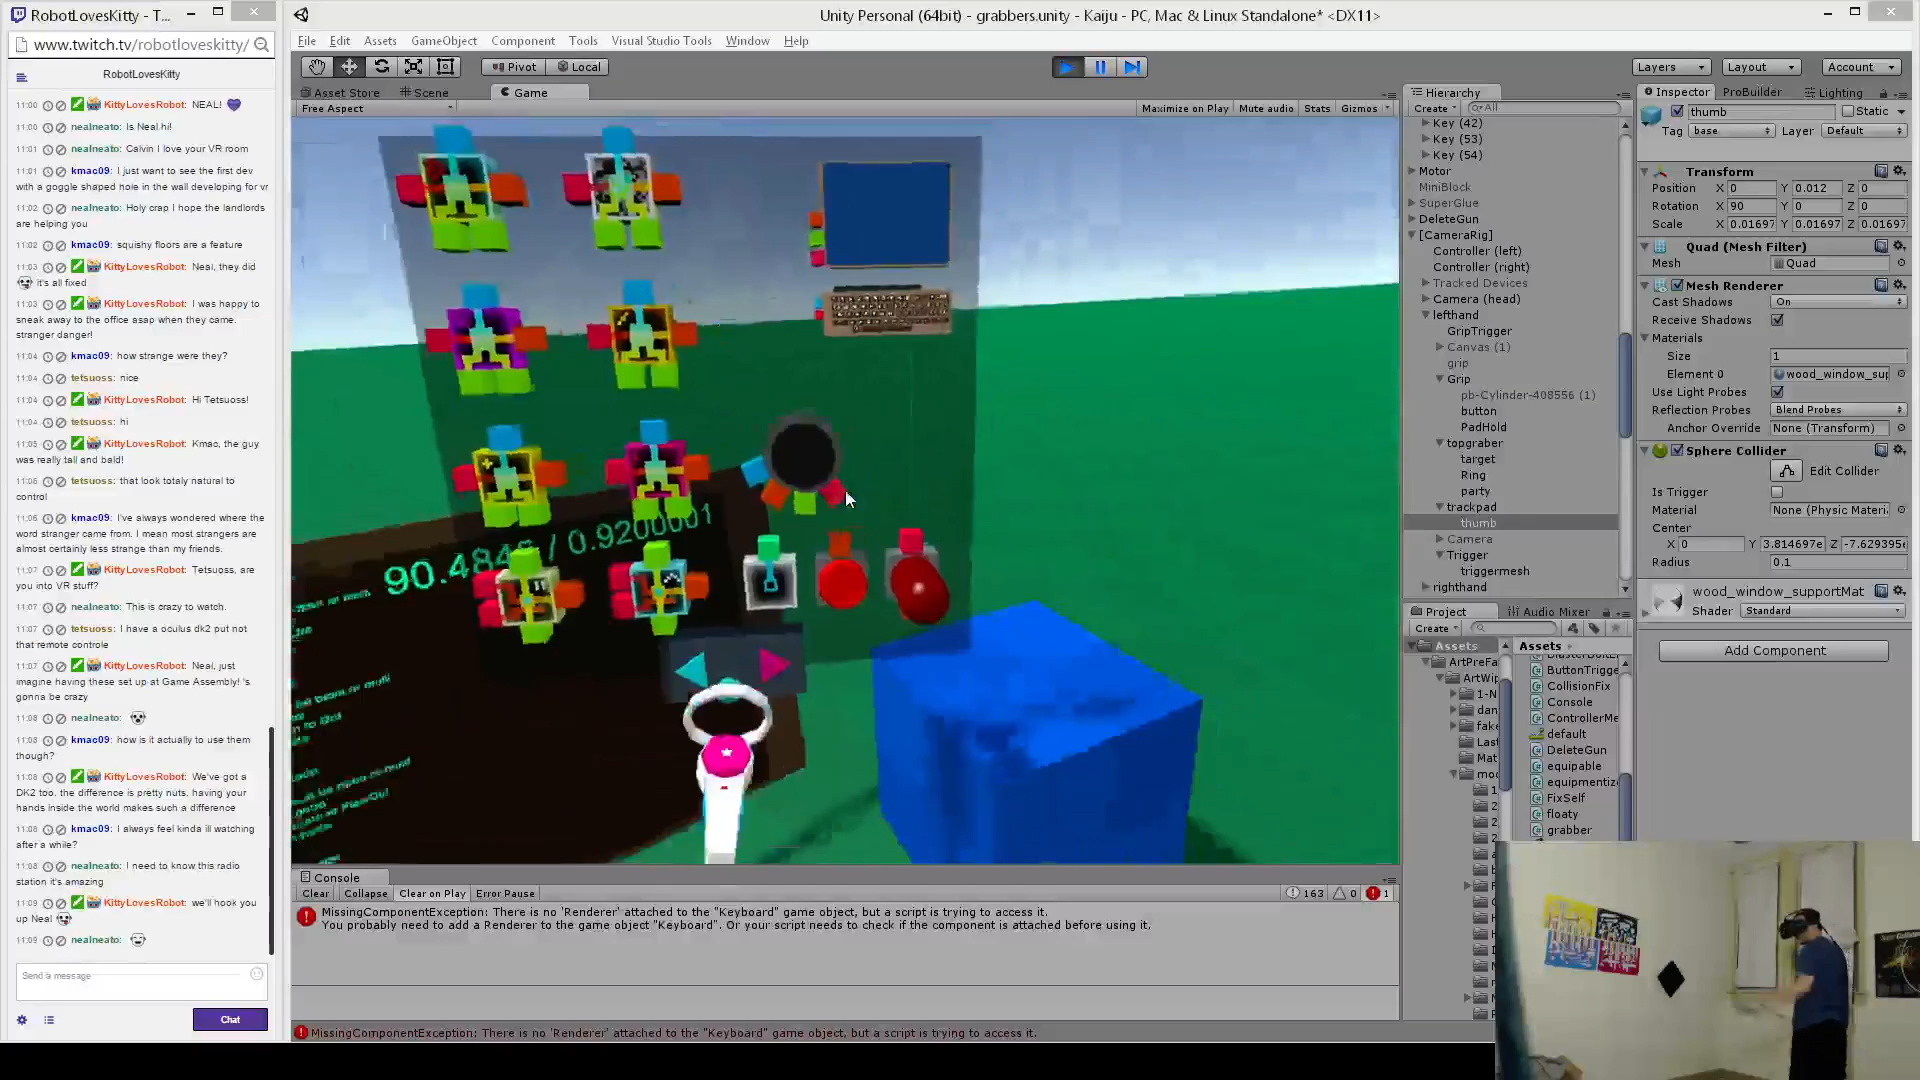 RobotLovesKitty - T...
www.twitch.tv/robotloveskitty/
RobotLovesKitty
11:00 KittyLovesRobot: NEAL!
11:00 nealneato: Is Neal hi!
11:01 nealneato: Calvin I love your VR room
11:01 kmac09: I just want to see the first dev
with a goggle shaped hole in the wall developing for vr
11:02 nealneato: Holy crap I hope the landlords
are helping you
11:02 kmac09: squishy floors are a feature
11:03 KittyLovesRobot: Neai, they did
it's all fixed
11:03 KittyLovesRobot: I was happy to
sneak away to the office asap when they came.
stranger danger!
11:04 kmac09: how strange were they?
11:04 tetsuoss: nice
11:04 KittyLovesRobot: Hi Tetsuoss!
11:04 tetsuoss: hi
11:05 KittyLovesRobot: Kmac, the guy
was really tall and bald!
11:06 tetsuoss: that look totaly natural to
control
11:06 kmac09: I've always wondered where the
word stranger came from. I mean most strangers are
almost certainly less strange than my friends.
11:07 KittyLovesRobot: Tetsuoss, are
you into VR stuff?
11:07 nealneato: This is crazy to watch.
11:07 tetsuoss: I have a oculus dk2 put not
that remote controle
11:07 KittyLovesRobot: Neal, just
imagine having these set up at Game Assembly! 's
gonna be crazy
11:08 nealneato:
11:08 kmac09: how is it actually to use them
though?
11:08 KittyLovesRobot: We've got a
DK2 too. the difference is pretty nuts. having your
hands inside the world makes such a difference
11:08 kmac09: I always feel kinda ill watching
after a while?
11:08 nealneato: I need to know this radio
station it's amazing
11:09 KittyLovesRobot: we'll hook you
up Neal
11:09 nealneato:
Send a message
Chat
Unity Personal (64bit) - grabbers.unity - Kaiju - PC, Mac & Linux Standalone* <DX11>
File Edit Assets GameObject Component Tools Visual Studio Tools Window Help
Pivot Local
Layers Layout Account
Asset Store Scene Game
Free Aspect Maximize on Play Mute audio Stats Gizmos
90.484 / 0.9200001
Console
Clear Collapse Clear on Play Error Pause 163 0 1
MissingComponentException: There is no 'Renderer' attached to the "Keyboard" game object, but a script is trying to access it.
You probably need to add a Renderer to the game object "Keyboard". Or your script needs to check if the component is attached before using it.
MissingComponentException: There is no 'Renderer' attached to the "Keyboard" game object, but a script is trying to access it.
Hierarchy
Create All
Key (42)
Key (53)
Key (54)
Motor
MiniBlock
SuperGlue
DeleteGun
[CameraRig]
Controller (left)
Controller (right)
Tracked Devices
Camera (head)
lefthand
GripTrigger
Canvas (1)
grip
Grip
pb-Cylinder-408556 (1)
button
PadHold
topgraber
target
Ring
party
trackpad
thumb
Camera
Trigger
triggermesh
righthand
Project Audio Mixer
Create
Assets
ArtPreFa
ArtWip
1-N
dan
fake
Last
Mat
mod
Assets
ButtonTrigge
CollisionFix
Console
ControllerMe
default
DeleteGun
equipable
equipmentiz
FixSelf
floaty
grabber
Inspector ProBuilder Lighting
thumb Static
Tag base Layer Default
Transform
Position X 0 Y 0.012 Z 0
Rotation X 90 Y 0 Z 0
Scale X 0.01697 Y 0.01697 Z 0.01697
Quad (Mesh Filter)
Mesh Quad
Mesh Renderer
Cast Shadows On
Receive Shadows
Materials
Size 1
Element 0 wood_window_sup
Use Light Probes
Reflection Probes Blend Probes
Anchor Override None (Transform)
Sphere Collider
Edit Collider
Is Trigger
Material None (Physic Materi
Center
X 0 Y 3.814697e Z -7.629395e
Radius 0.1
wood_window_supportMat
Shader Standard
Add Component